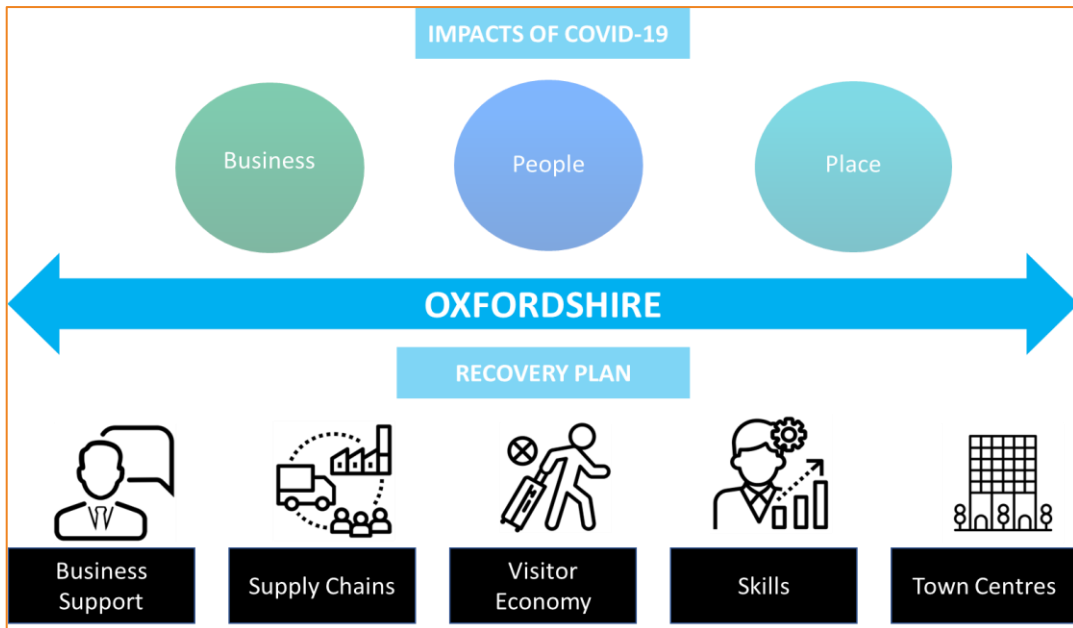 IMPACTS OF COVID-19
Business
People
Place
OXFORDSHIRE
RECOVERY PLAN
Business
Support
Supply Chains
Visitor
Economy
Skills
Town Centres